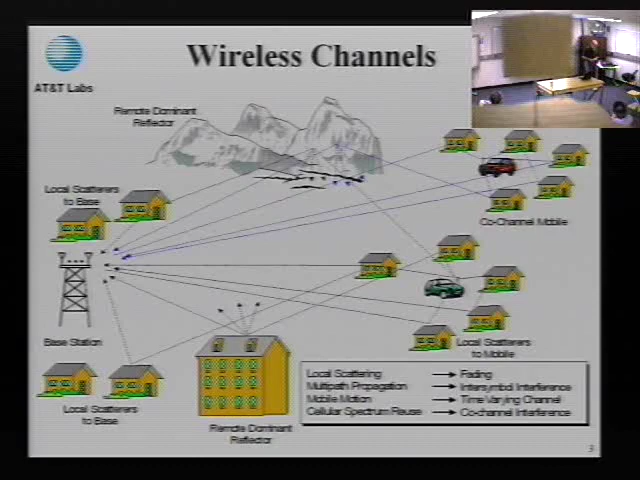 Wireless Channels
AT&T Labs
Remote Dominant
Reflector
Local Scatterers
to Base
Co-Channel Mobile
Base Station
Local Scatterers
to Mobile
Local Scattering → Fading
Multipath Propagation → Intersymbol Interference
Mobile Motion → Time Varying Channel
Cellular Spectrum Reuse → Co-channel Interference
Local Scatterers
to Base
Remote Dominant
Reflector
3